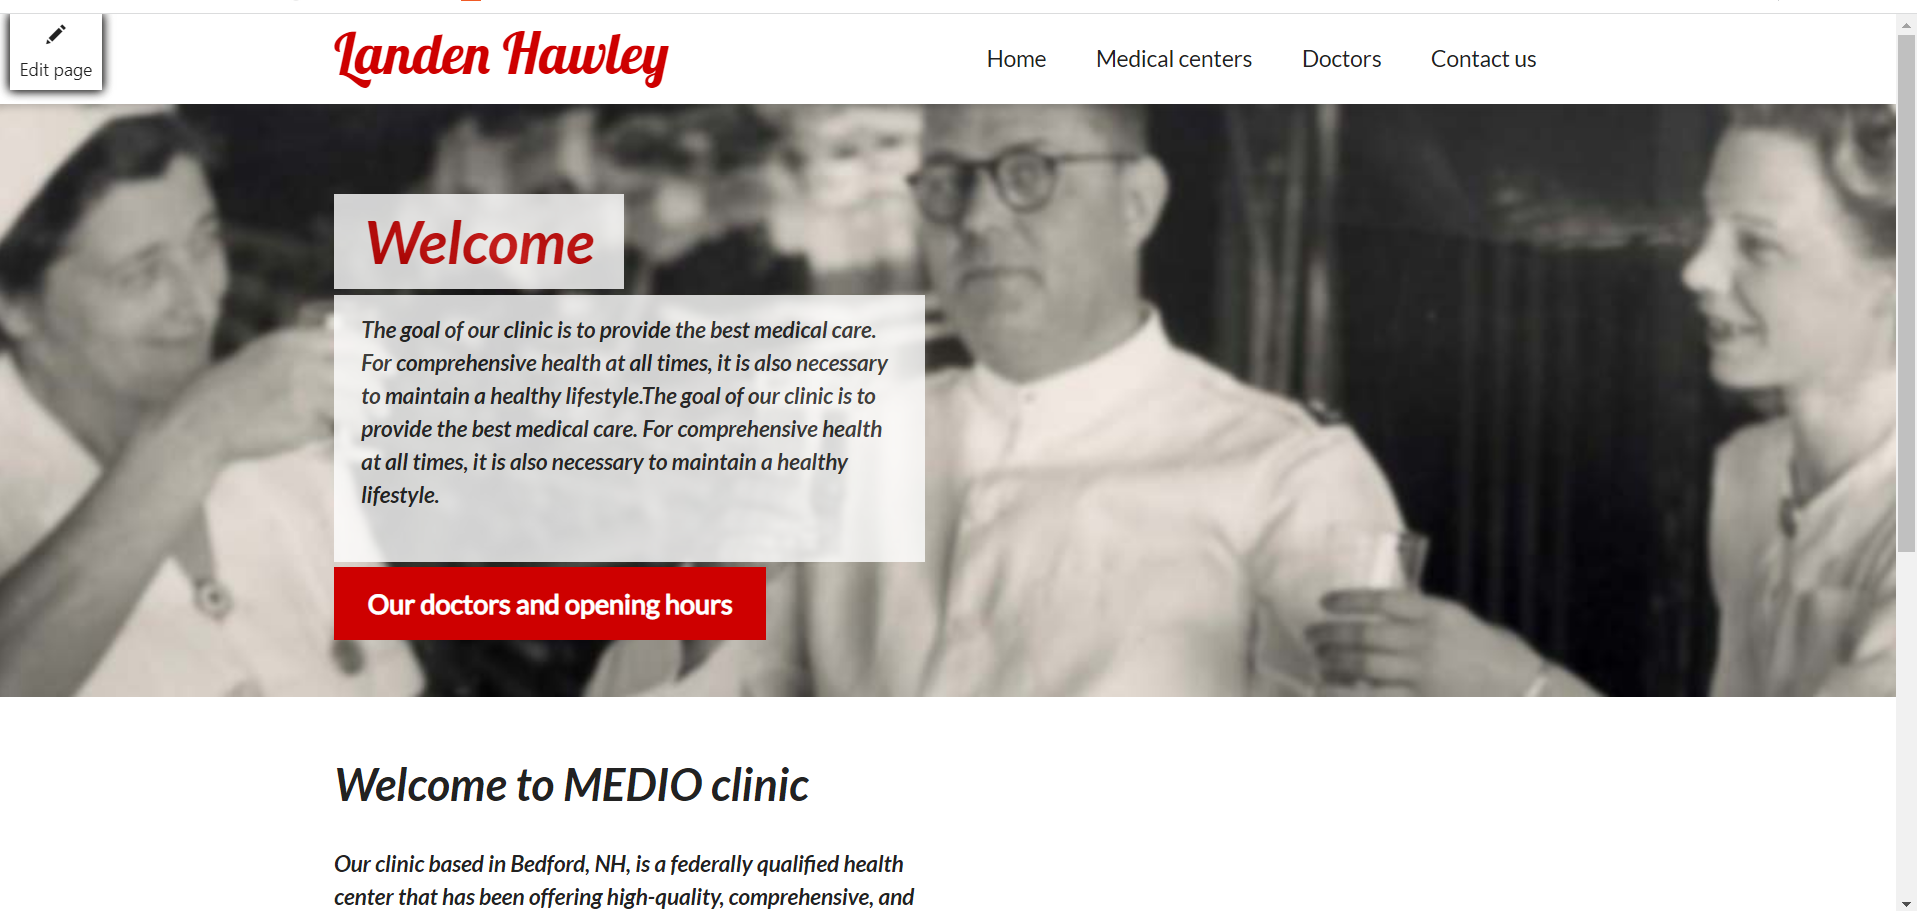 Edit page
Landen Hawley
Home
Medical centers
Doctors
Contact us
Welcome
The goal of our clinic is to provide the best medical care.
For comprehensive health at all times, it is also necessary
to maintain a healthy lifestyle.The goal of our clinic is to
provide the best medical care. For comprehensive health
at all times, it is also necessary to maintain a healthy
lifestyle.
Our doctors and opening hours
Welcome to MEDIO clinic
Our clinic based in Bedford, NH, is a federally qualified health
center that has been offering high-quality, comprehensive, and